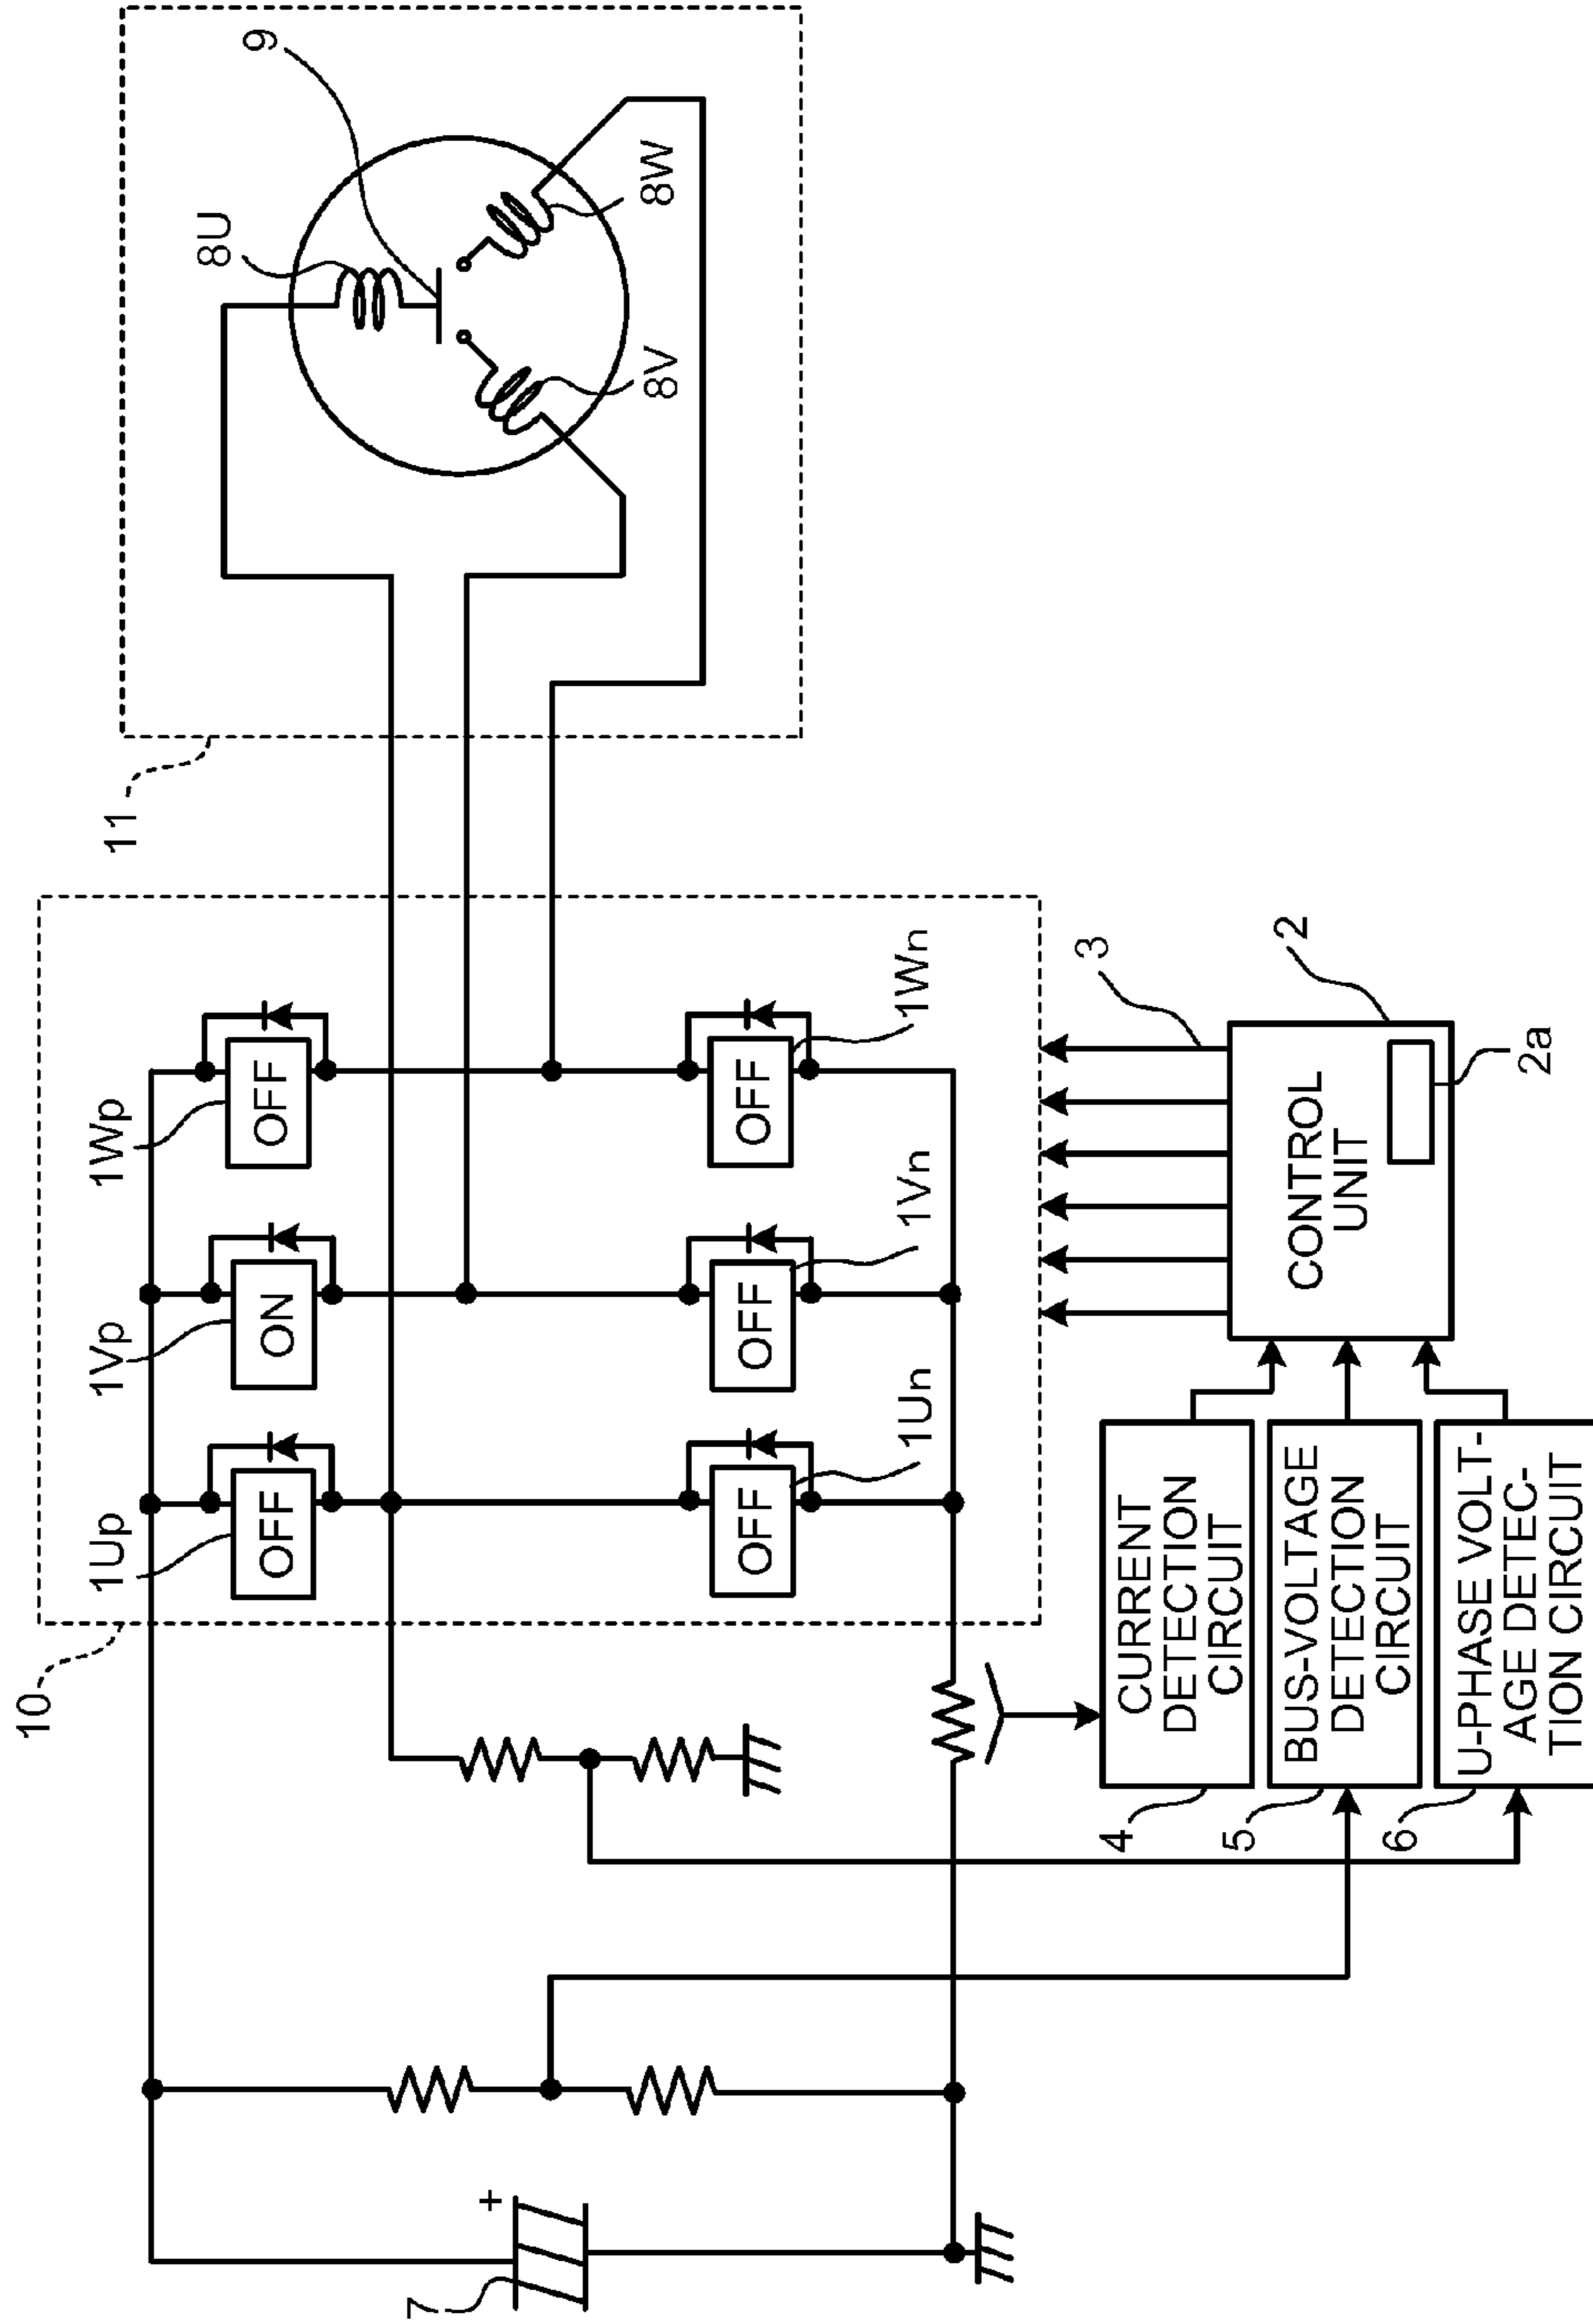 10
11
1Up
1Vp
1Wp
OFF
ON
OFF
8U
9
8V
8W
7
+
OFF
OFF
OFF
1Un
1Vn
1Wn
3
4
CURRENT
DETECTION
CIRCUIT
5
BUS-VOLTAGE
DETECTION
CIRCUIT
6
U-PHASE VOLT-
AGE DETEC-
TION CIRCUIT
CONTROL
UNIT
2
2a